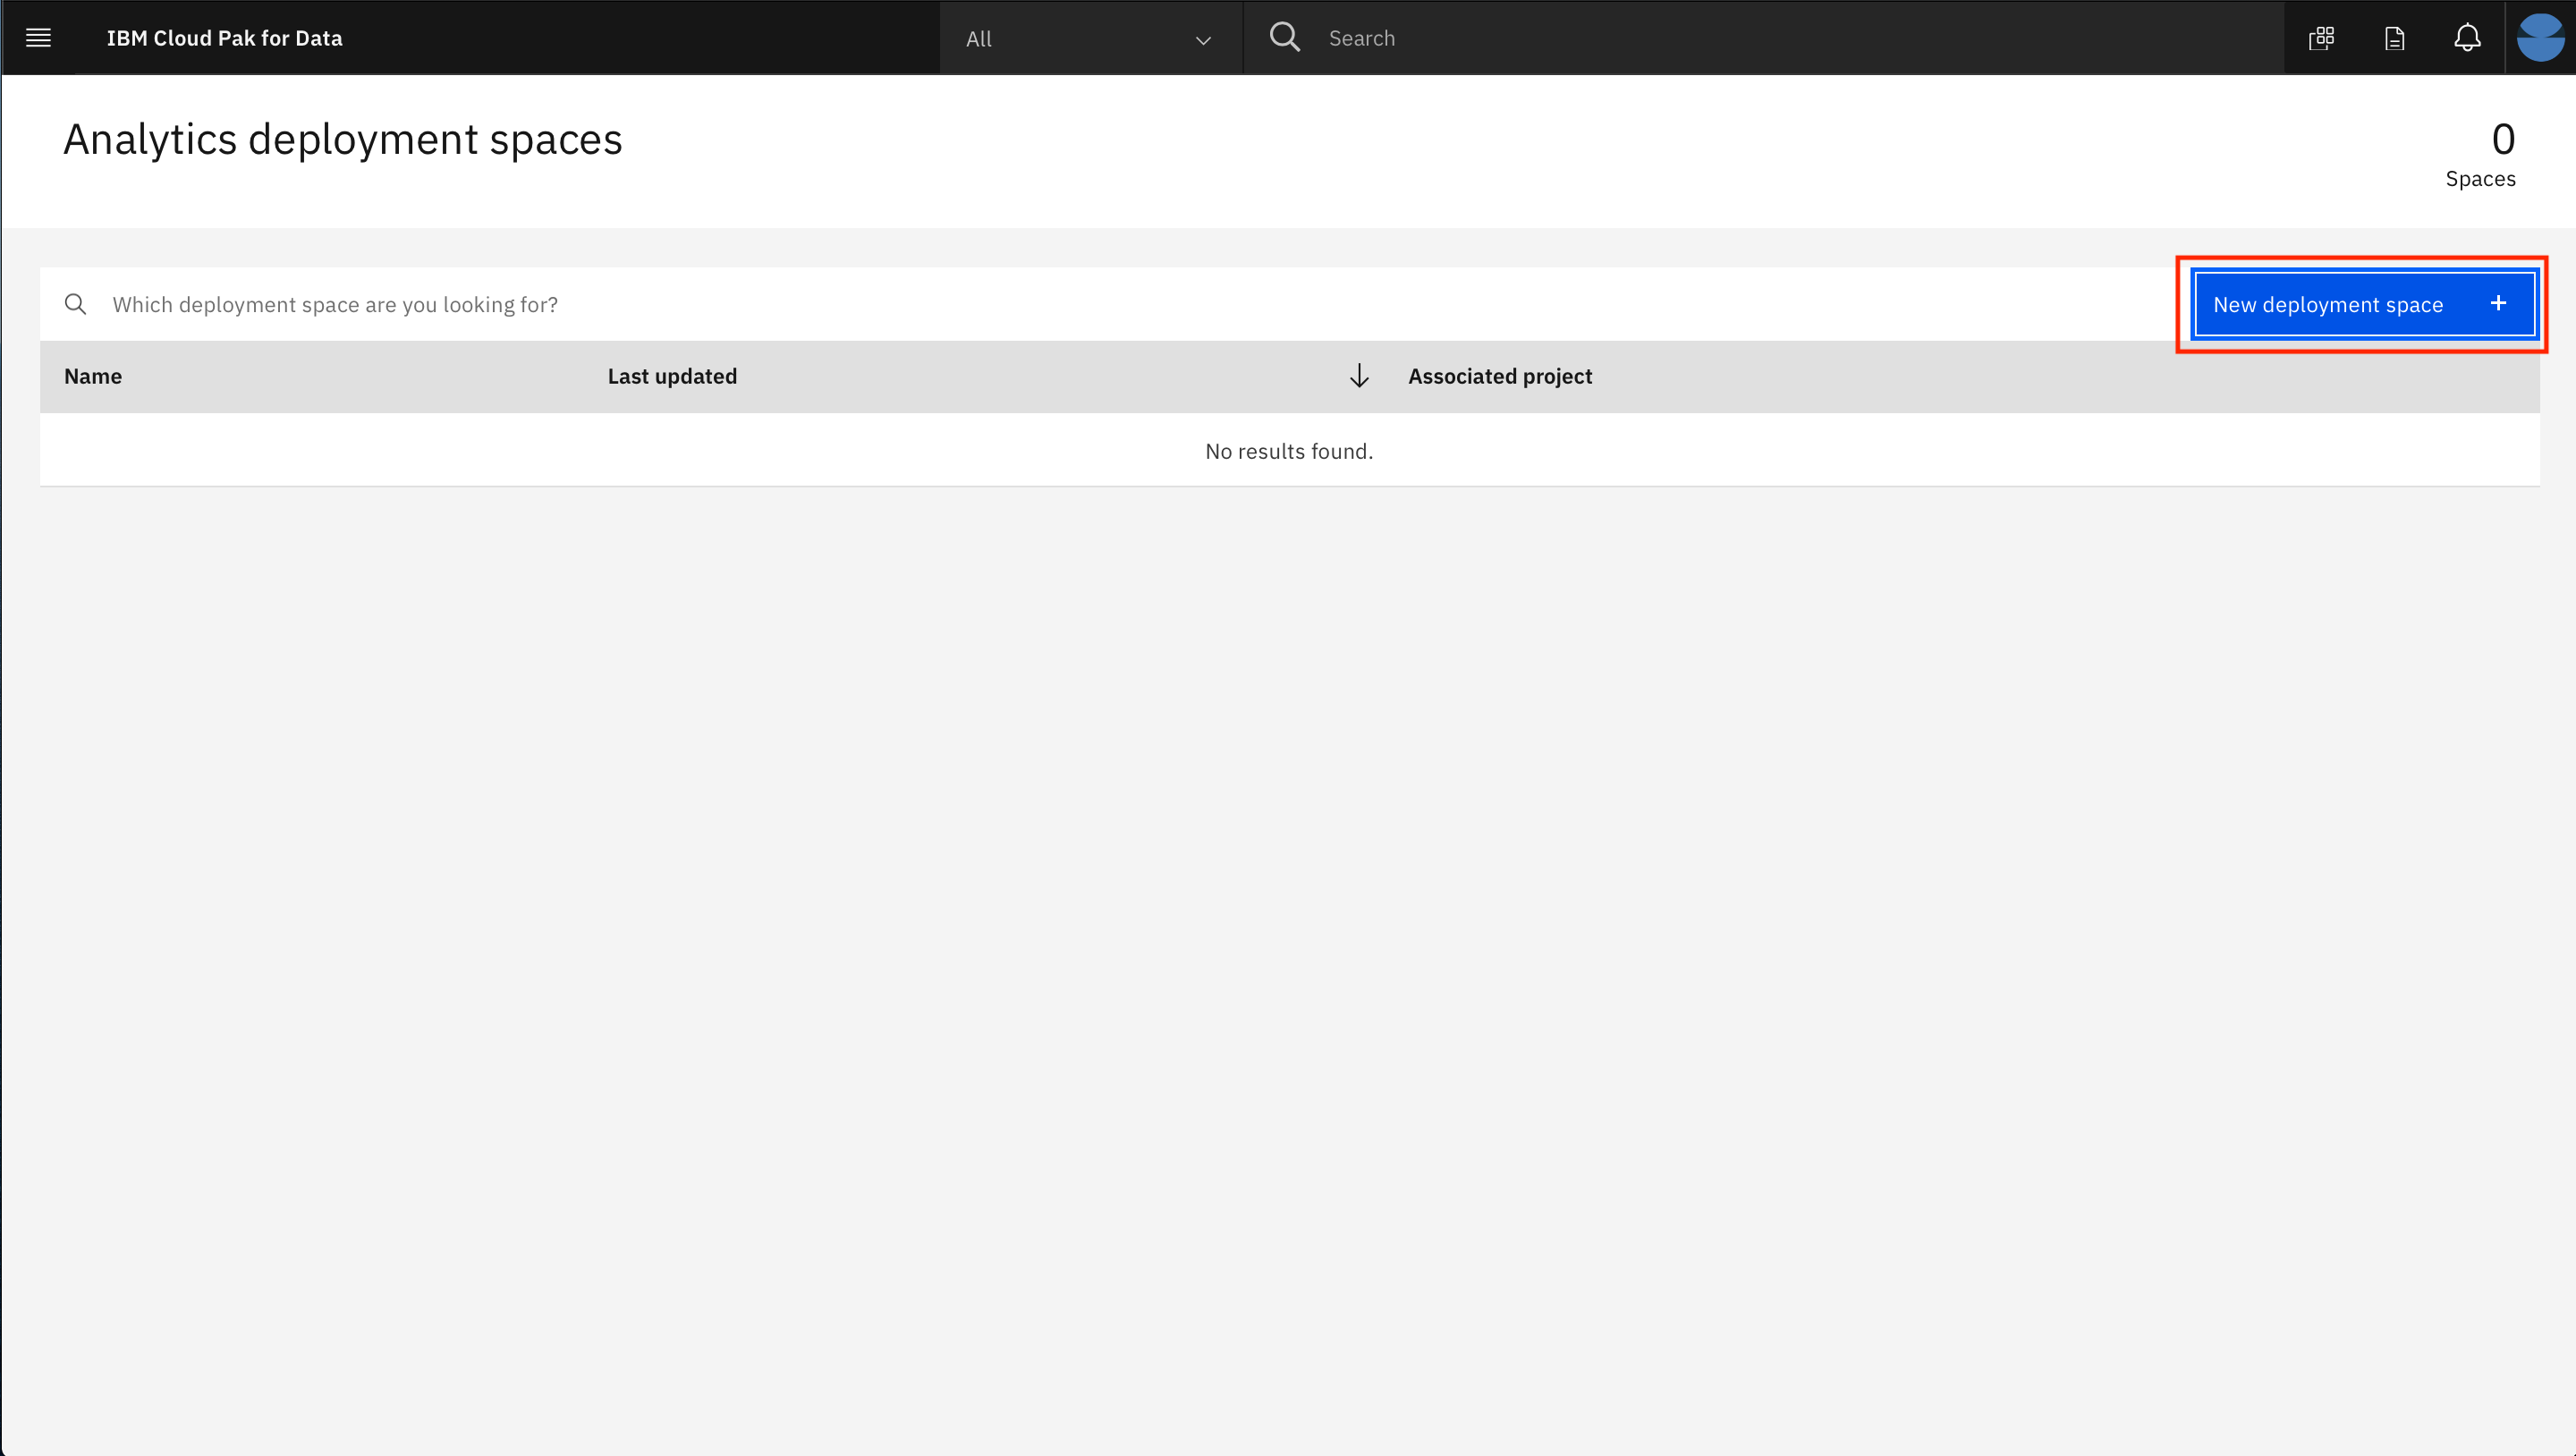 IBM Cloud Pak for Data
All
Search
Analytics deployment spaces
0
Spaces
Which deployment space are you looking for?
New deployment space +
Name Last updated Associated project
No results found.